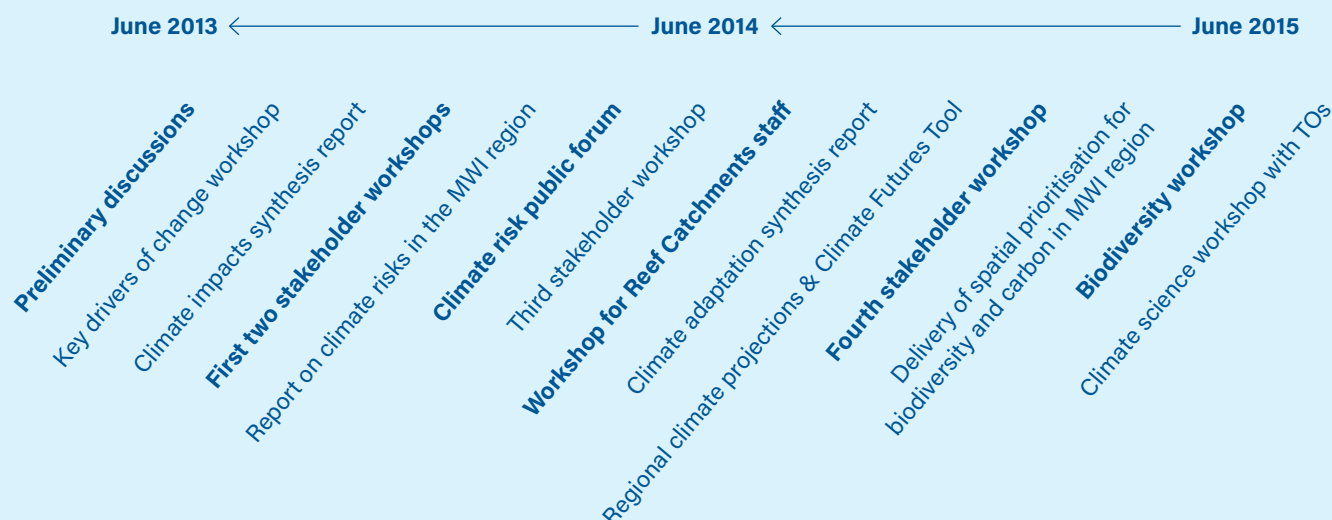 June 2013
June 2014
June 2015
Preliminary discussions
Key drivers of change workshop
Climate impacts synthesis report
First two stakeholder workshops
Report on climate risks in the MWI region
Climate risk public forum
Third stakeholder workshop
Workshop for Reef Catchments staff
Climate adaptation synthesis report
Regional climate projections & Climate Futures Tool
Fourth stakeholder workshop
Delivery of spatial prioritisation for
biodiversity and carbon in MWI region
Biodiversity workshop
Climate science workshop with TOs